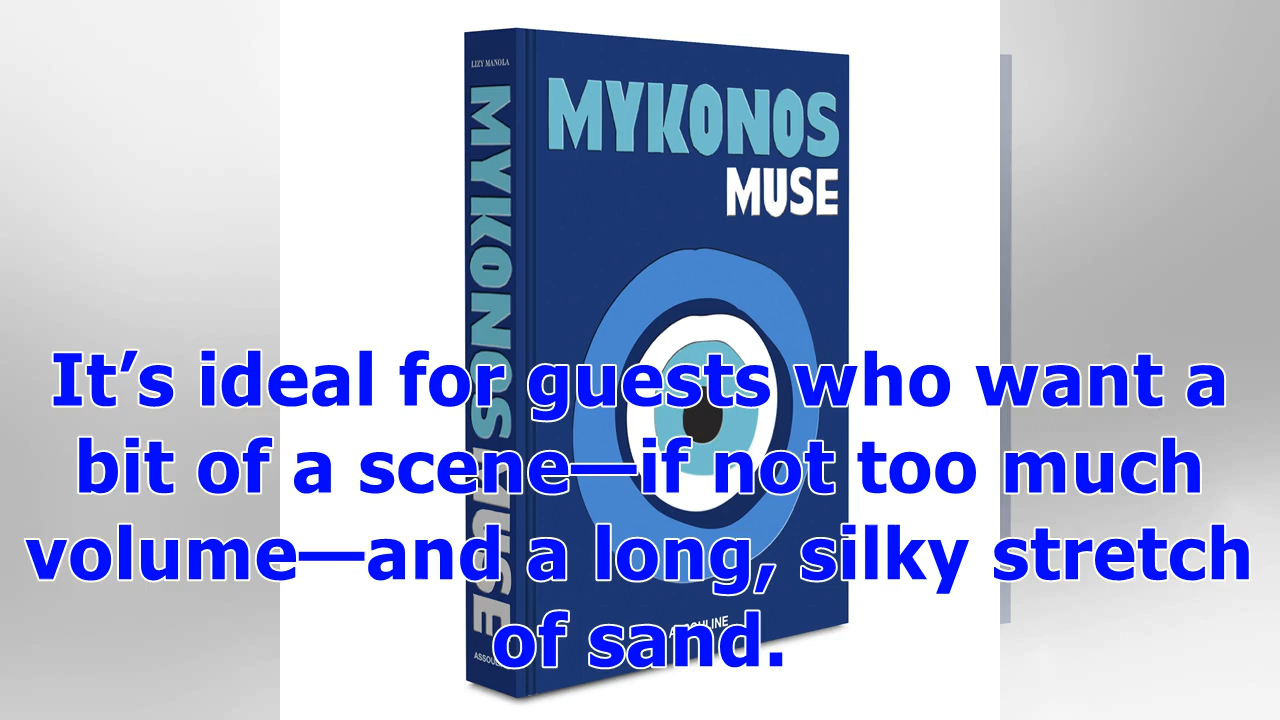 LIZY MANOLA
MYKONOS MUSE
MYKONOS
MUSE
It’s ideal for guests who want a
bit of a scene—if not too much
volume—and a long, silky stretch
of sand.